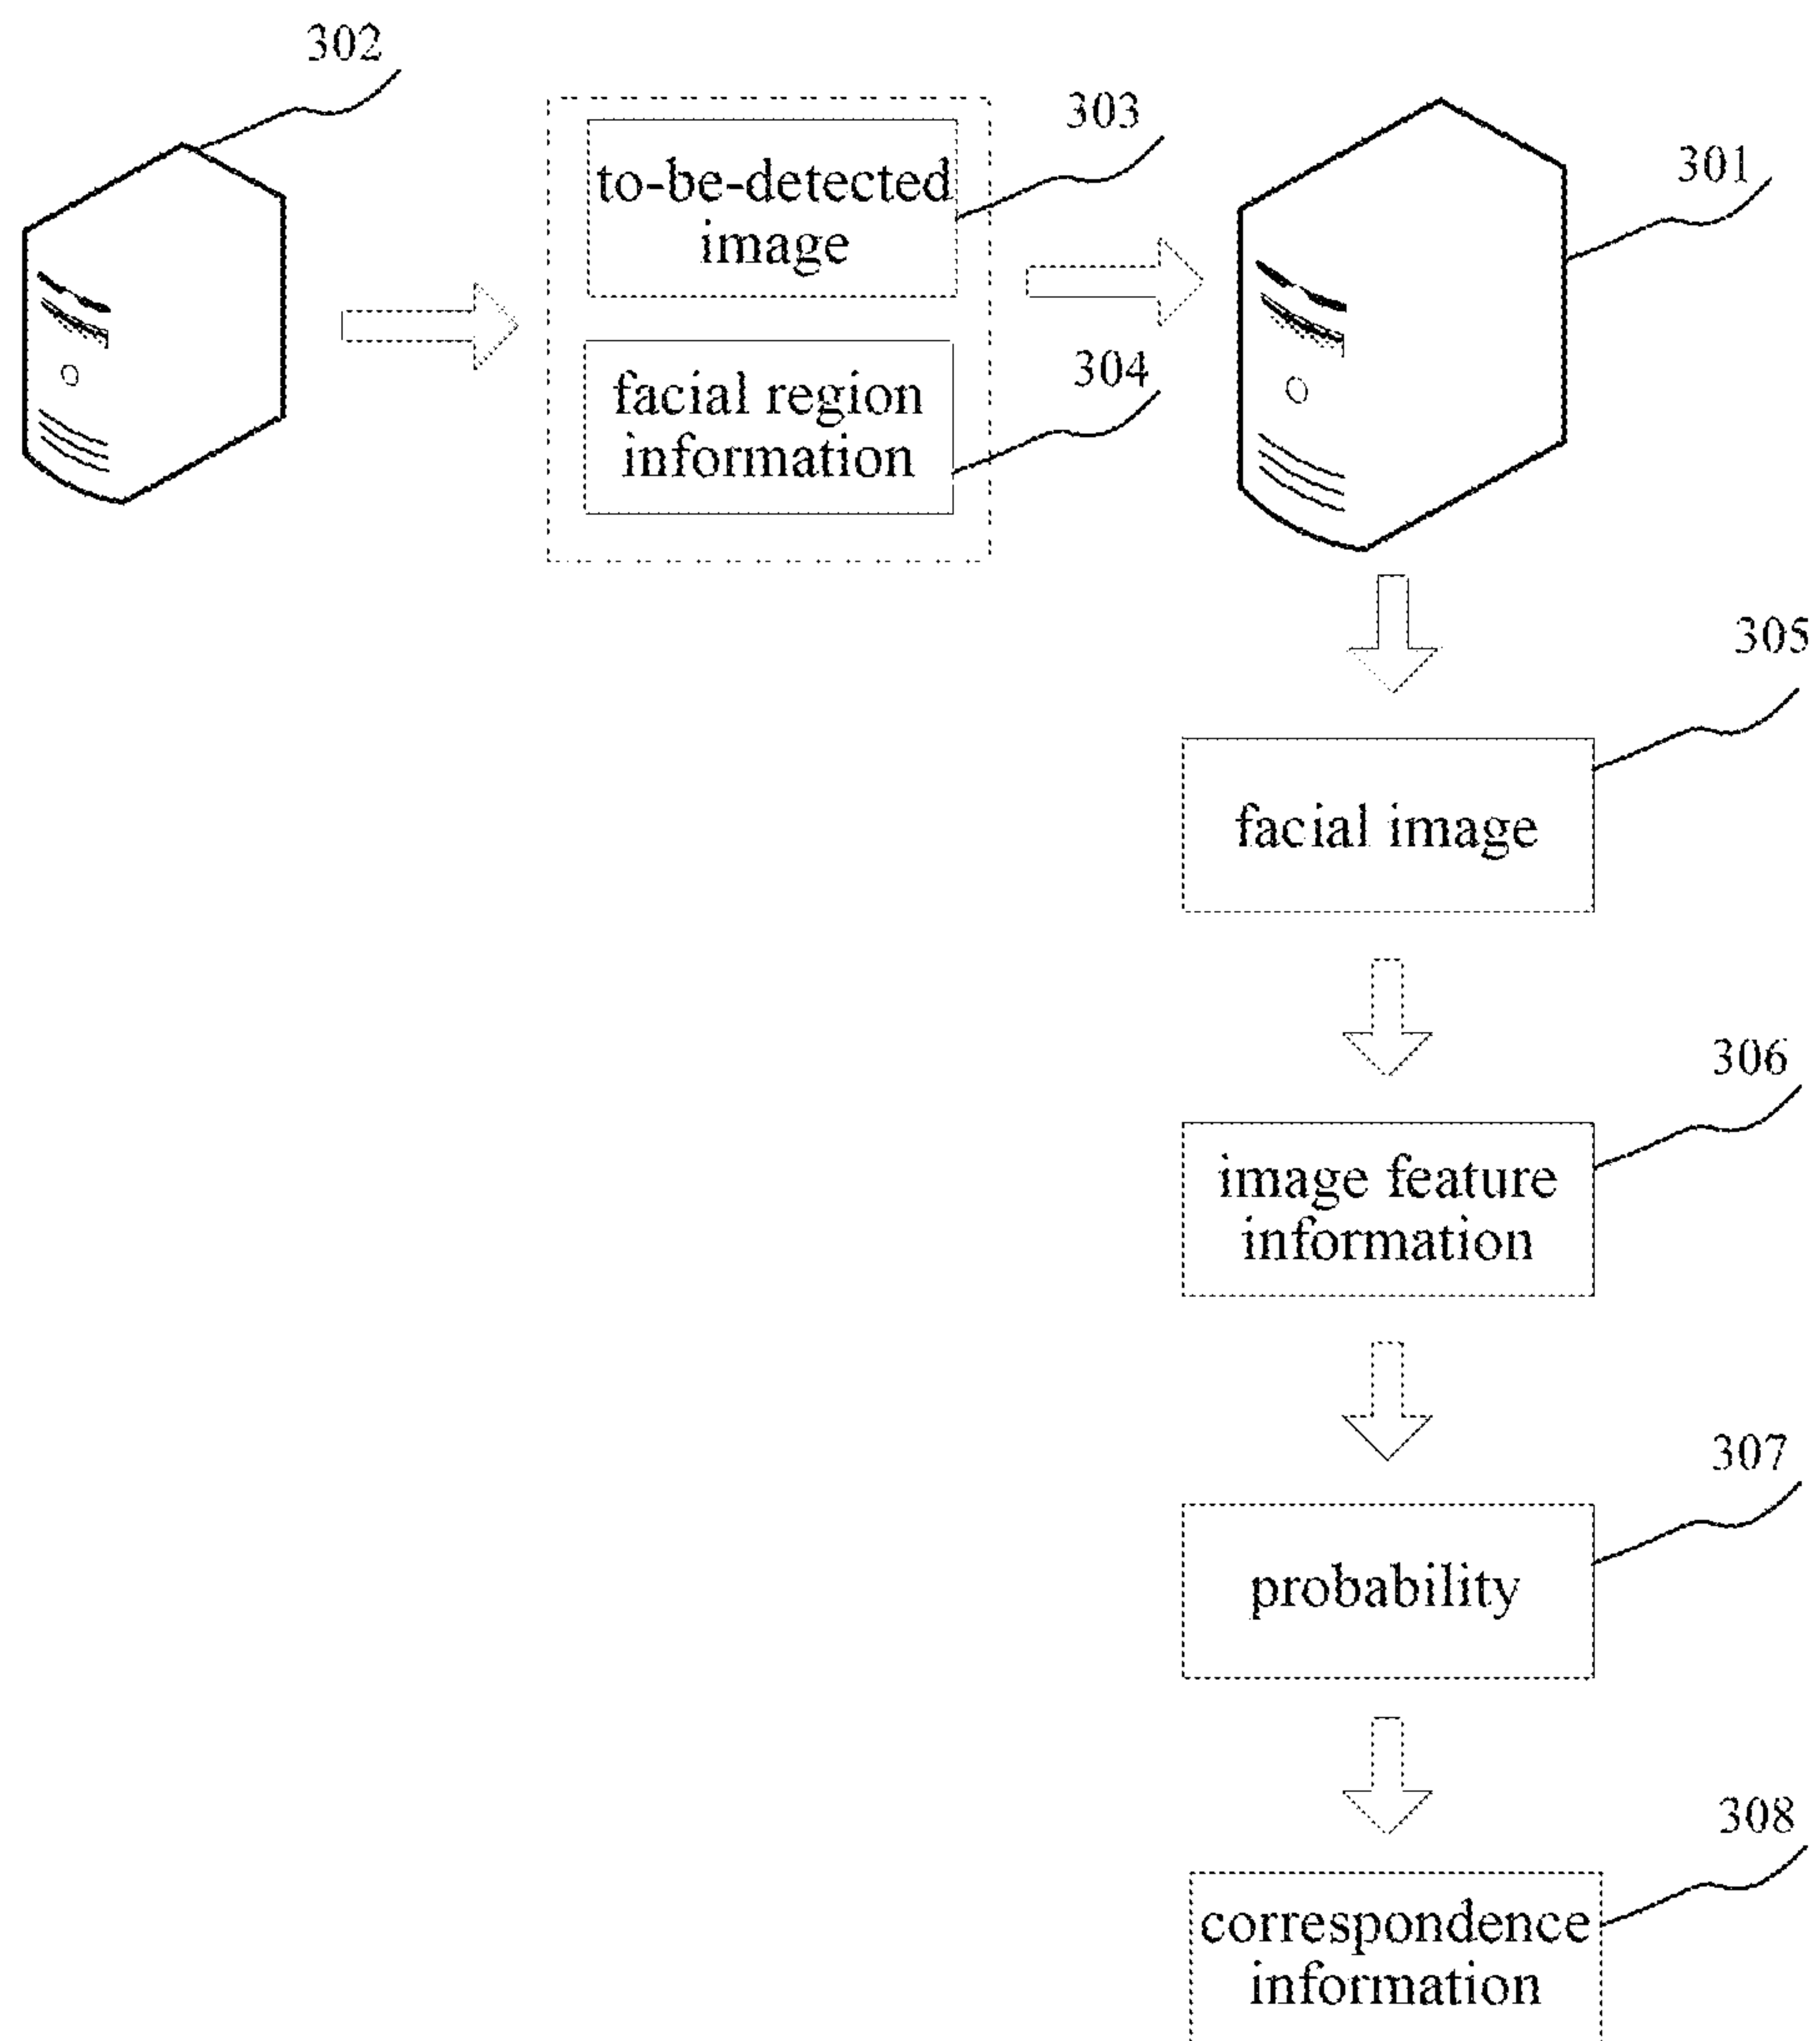 302
303
301
to-be-detected
image
304
facial region
information
305
facial image
306
image feature
information
307
probability
308
correspondence
information